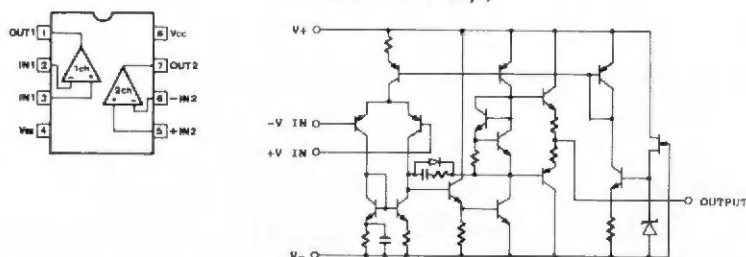 OUT1 1
8 Vcc
IN1 2
7 OUT2
1ch
2ch
IN1 3
6 -IN2
4
5 +IN2
V+
-V IN
+V IN
OUTPUT
V-